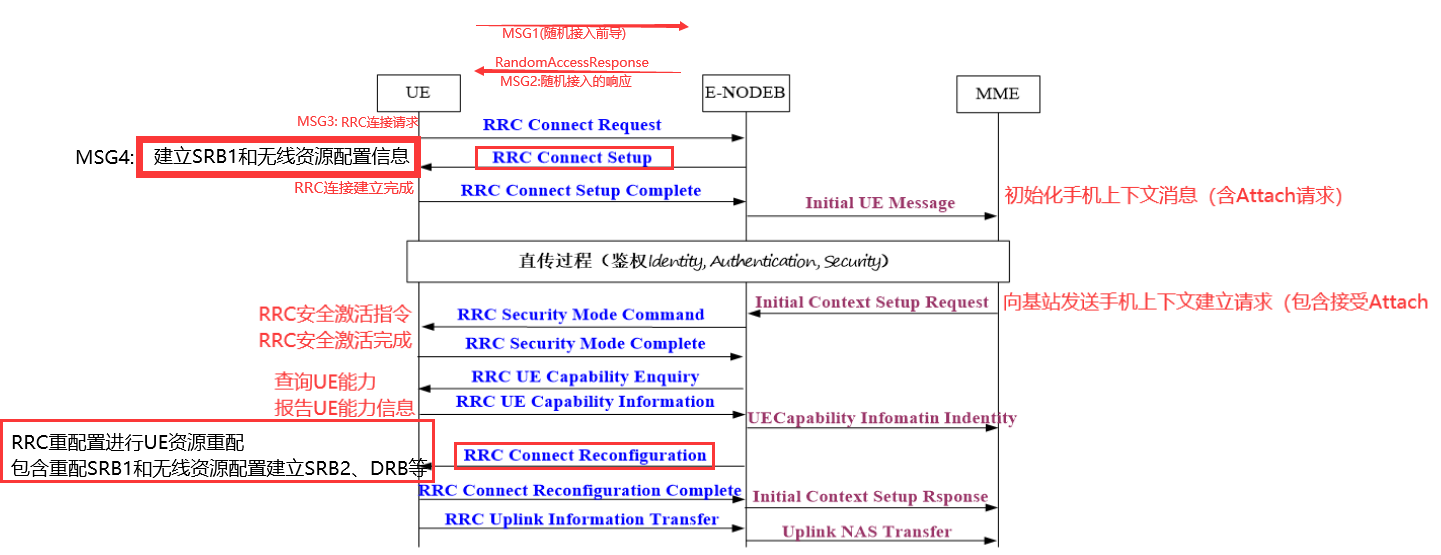 MSG1(随机接入前导)
RandomAccessResponse
MSG2:随机接入的响应
UE
E-NODEB
MME
MSG3: RRC连接请求
RRC Connect Request
MSG4:
建立SRB1和无线资源配置信息
RRC Connect Setup
RRC连接建立完成
RRC Connect Setup Complete
Initial UE Message
初始化手机上下文消息（含Attach请求）
直传过程（鉴权Identity, Authentication, Security）
Initial Context Setup Request
向基站发送手机上下文建立请求（包含接受Attach
RRC安全激活指令
RRC Security Mode Command
RRC安全激活完成
RRC Security Mode Complete
查询UE能力
RRC UE Capability Enquiry
报告UE能力信息
RRC UE Capability Information
UECapability Infomatin Indentity
RRC重配置进行UE资源重配
包含重配SRB1和无线资源配置建立SRB2、DRB等
RRC Connect Reconfiguration
RRC Connect Reconfiguration Complete
Initial Context Setup Rsponse
RRC Uplink Information Transfer
Uplink NAS Transfer